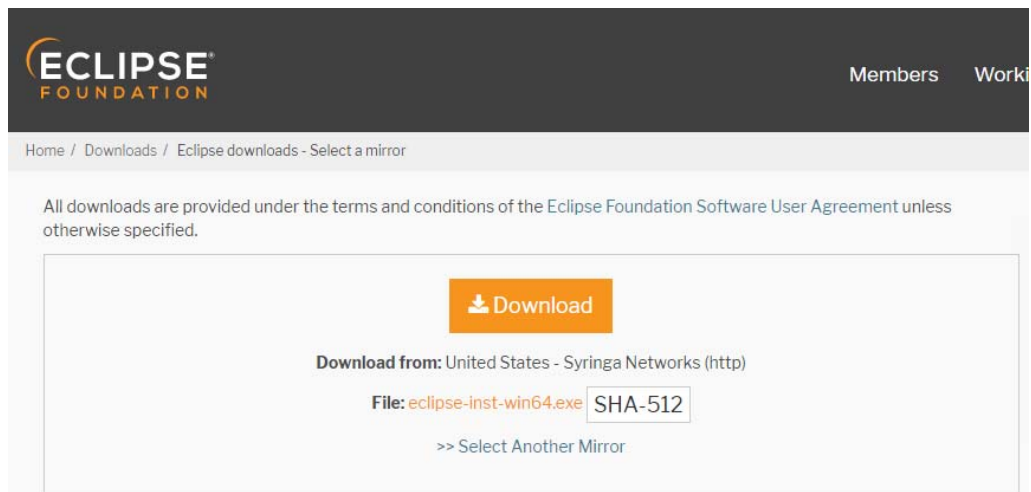 ECLIPSE®
FOUNDATION
Members Worki
Home / Downloads / Eclipse downloads - Select a mirror
All downloads are provided under the terms and conditions of the Eclipse Foundation Software User Agreement unless
otherwise specified.
Download
Download from: United States - Syringa Networks (http)
File: eclipse-inst-win64.exe SHA-512
>> Select Another Mirror